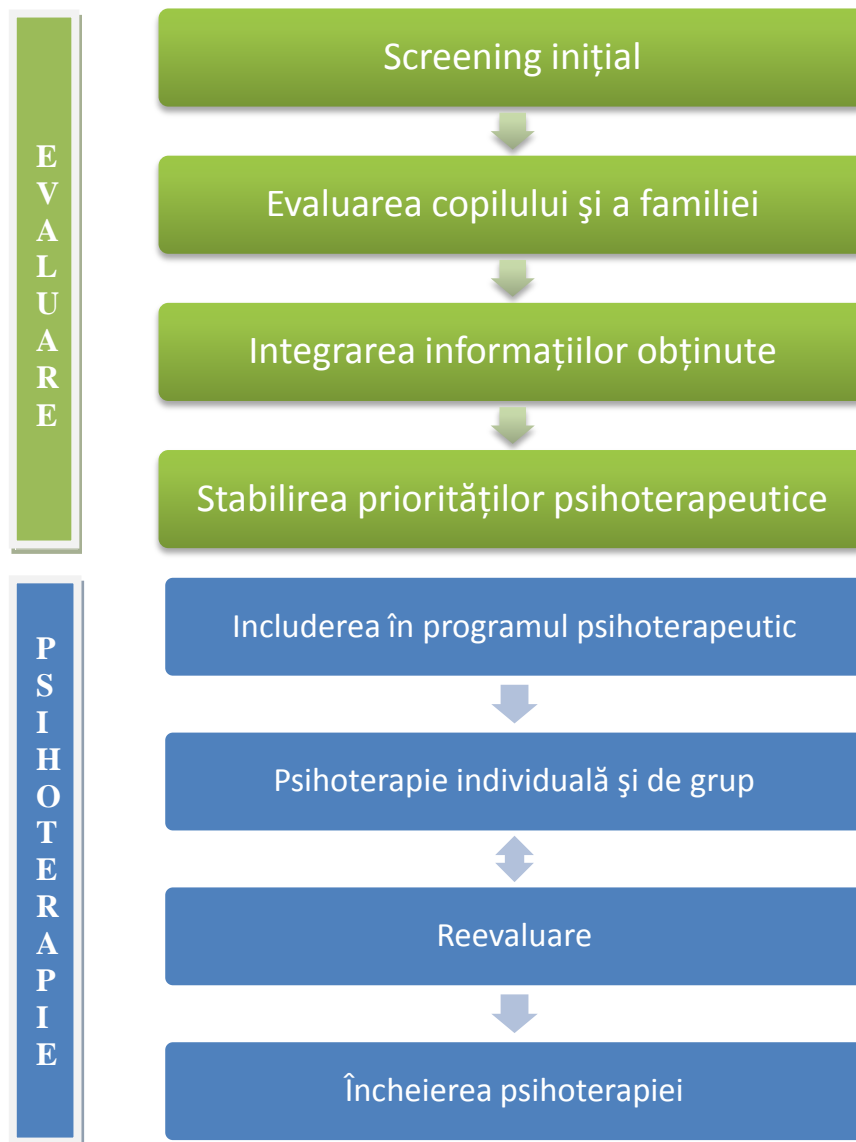 EVALUARE
Screening inițial
Evaluarea copilului şi a familiei
Integrarea informațiilor obținute
Stabilirea priorităților psihoterapeutice
PSIHOTERAPIE
Includerea în programul psihoterapeutic
Psihoterapie individuală şi de grup
Reevaluare
Încheierea psihoterapiei